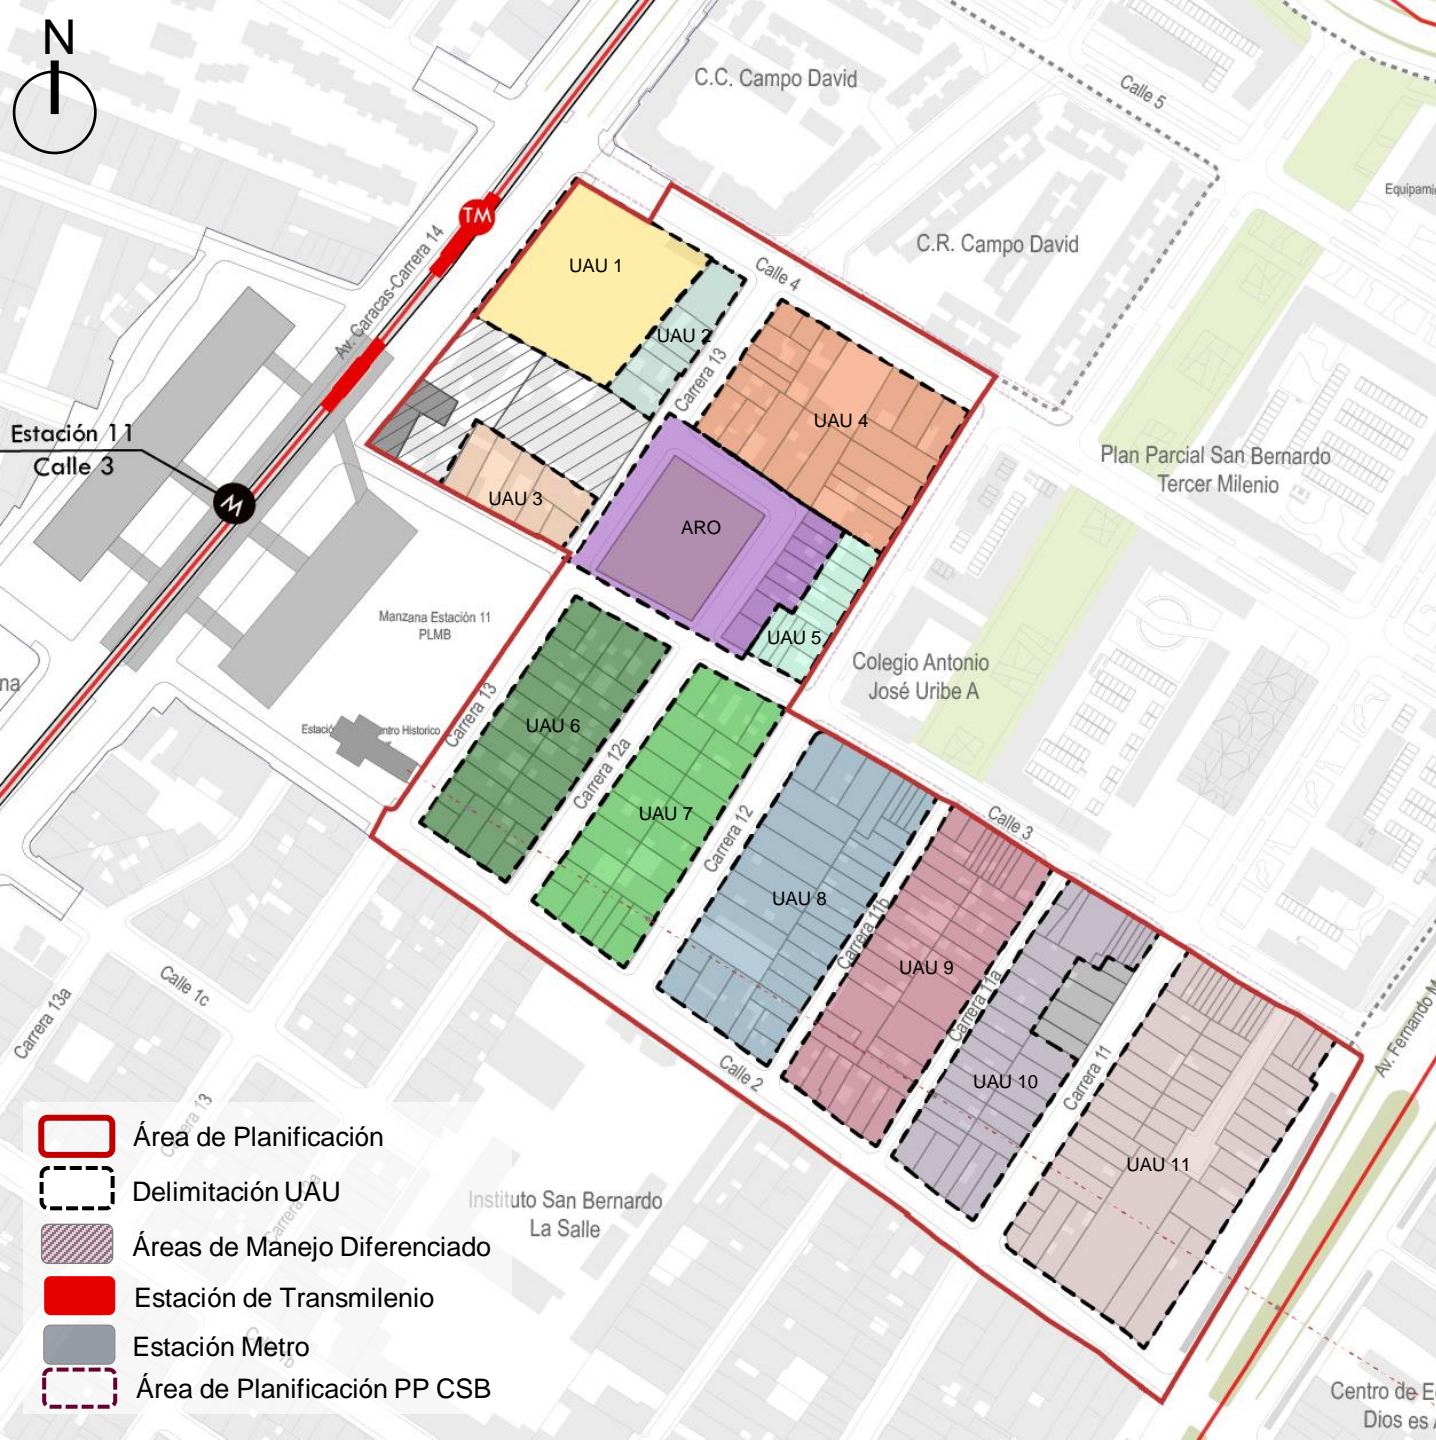 N
C.C. Campo David
Calle 5
TM
Av. Caracas-Carrera 14
C.R. Campo David
UAU 1
Calle 4
UAU 2
Carrera 13
UAU 4
Estación 11
Calle 3
M
Plan Parcial San Bernardo
Tercer Milenio
UAU 3
ARO
Manzana Estación 11
PLMB
UAU 5
Colegio Antonio
José Uribe A
Carrera 13
UAU 6
Carrera 12a
UAU 7
Carrera 12
Calle 3
UAU 8
Carrera 11b
UAU 9
Carrera 11a
Calle 1c
Carrera 13a
Calle 2
UAU 10
Carrera 11
Av. Fernando M
UAU 11
Área de Planificación
Delimitación UAU
Áreas de Manejo Diferenciado
Estación de Transmilenio
Estación Metro
Área de Planificación PP CSB
Instituto San Bernardo
La Salle
Centro de E
Dios es